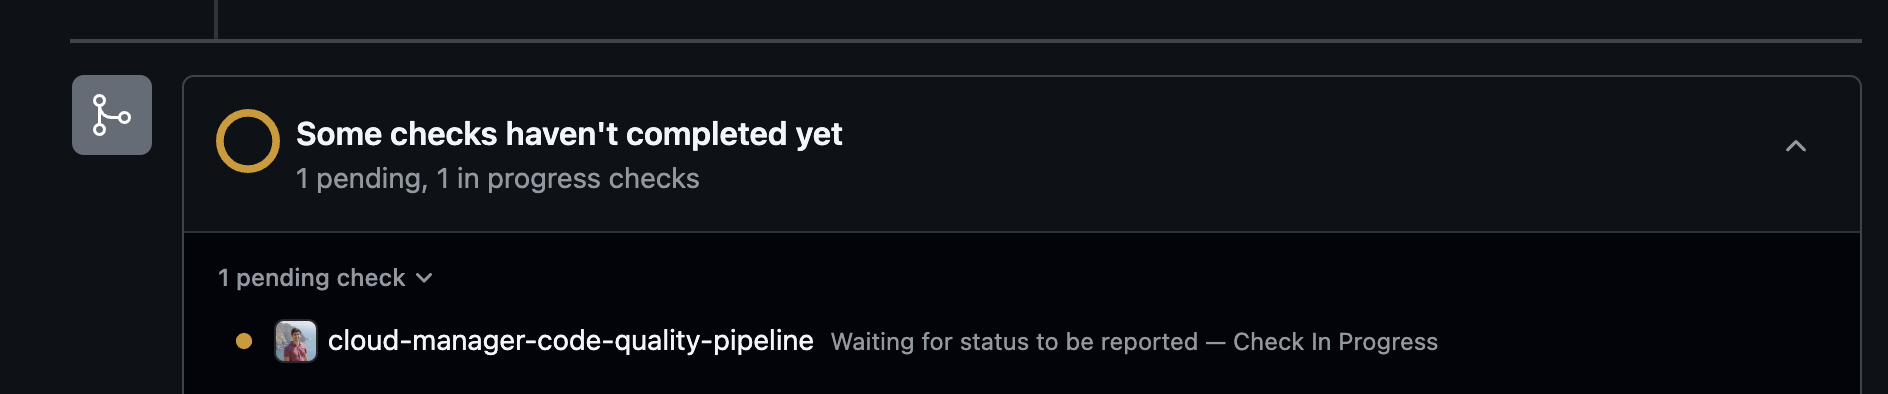 Some checks haven't completed yet
1 pending, 1 in progress checks
1 pending check
cloud-manager-code-quality-pipeline Waiting for status to be reported — Check In Progress